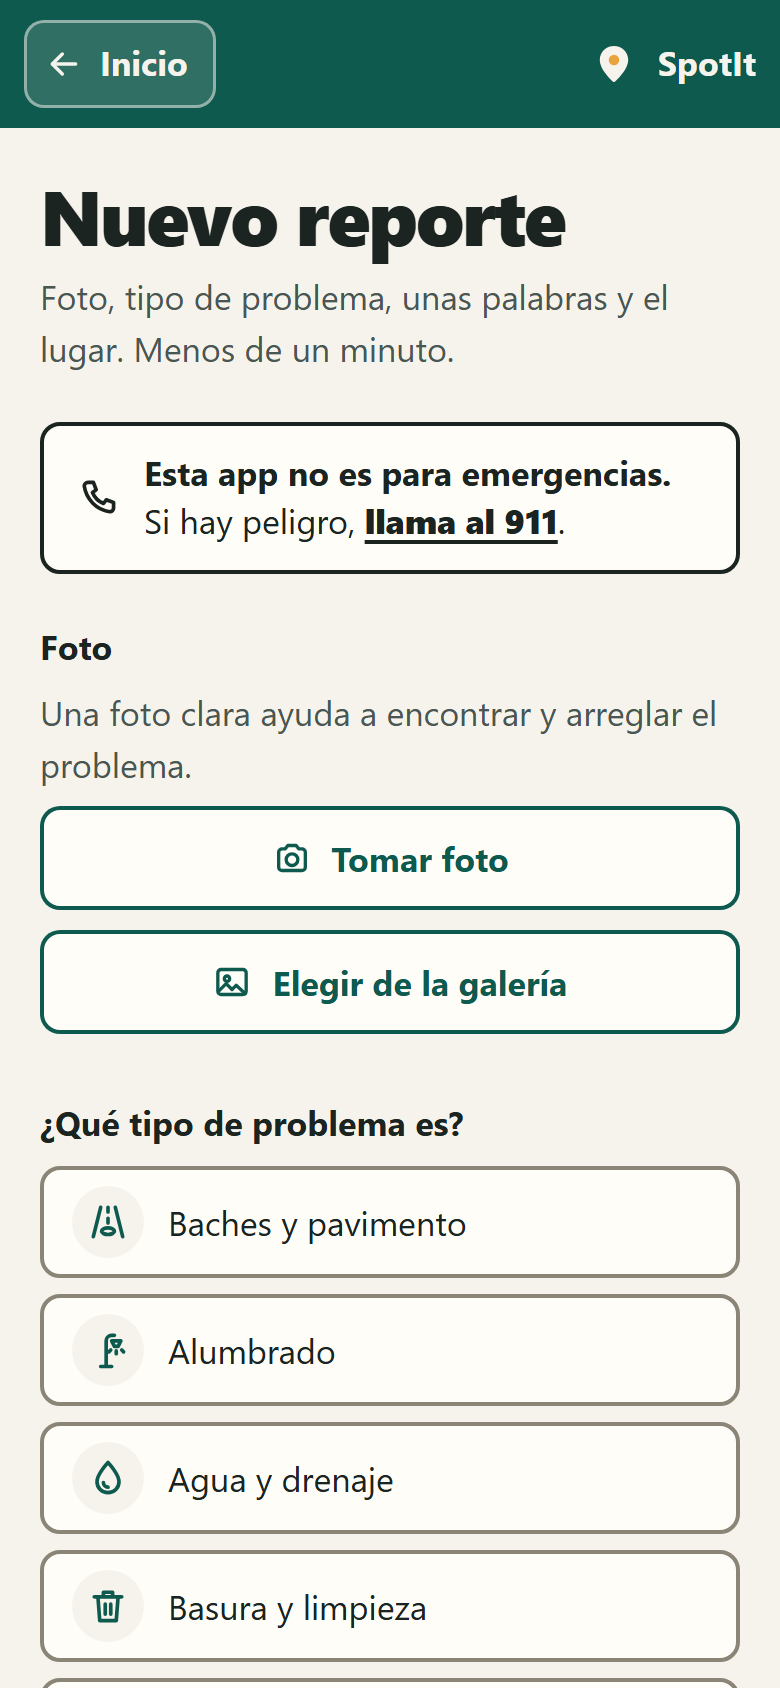 Inicio
SpotIt
Nuevo reporte
Foto, tipo de problema, unas palabras y el
lugar. Menos de un minuto.
Esta app no es para emergencias.
Si hay peligro, llama al 911.
Foto
Una foto clara ayuda a encontrar y arreglar el
problema.
Tomar foto
Elegir de la galería
¿Qué tipo de problema es?
Baches y pavimento
Alumbrado
Agua y drenaje
Basura y limpieza